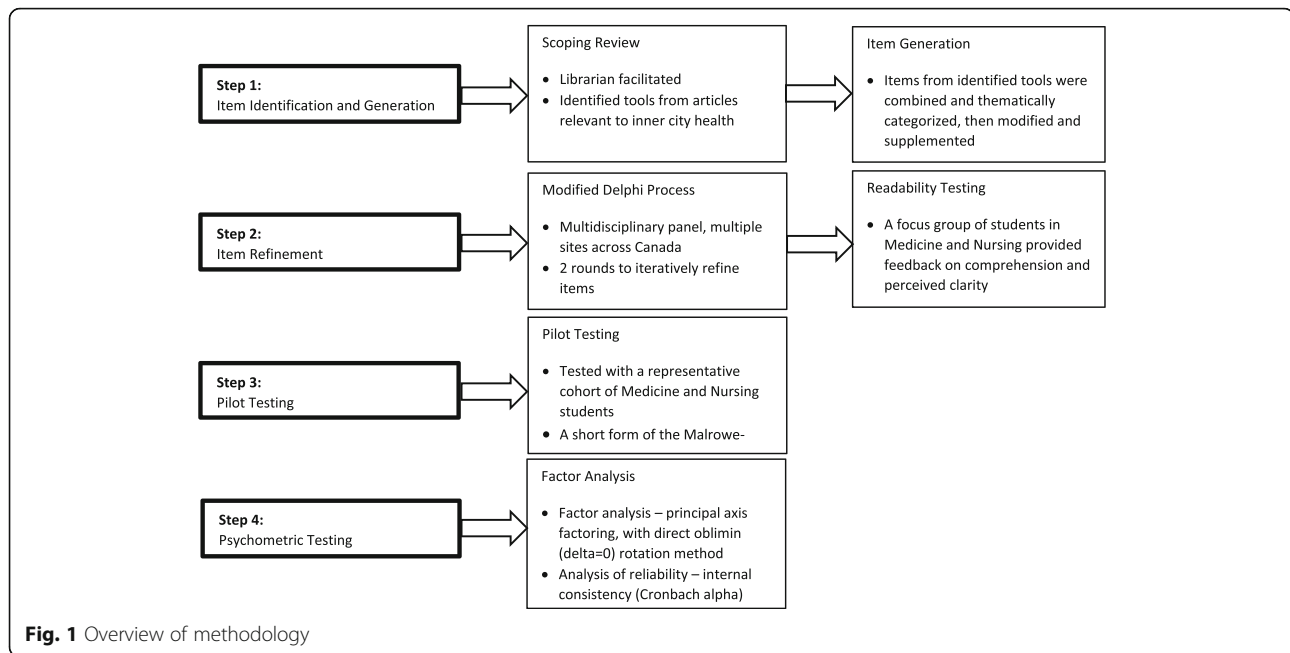 Step 1:
Item Identification and Generation
Scoping Review
• Librarian facilitated
• Identified tools from articles
relevant to inner city health
Item Generation
• Items from identified tools were
combined and thematically
categorized, then modified and
supplemented
Step 2:
Item Refinement
Modified Delphi Process
• Multidisciplinary panel, multiple
sites across Canada
• 2 rounds to iteratively refine
items
Readability Testing
• A focus group of students in
Medicine and Nursing provided
feedback on comprehension and
perceived clarity
Step 3:
Pilot Testing
Pilot Testing
• Tested with a representative
cohort of Medicine and Nursing
students
• A short form of the Malrowe-
Step 4:
Psychometric Testing
Factor Analysis
• Factor analysis – principal axis
factoring, with direct oblimin
(delta=0) rotation method
• Analysis of reliability – internal
consistency (Cronbach alpha)
Fig. 1 Overview of methodology